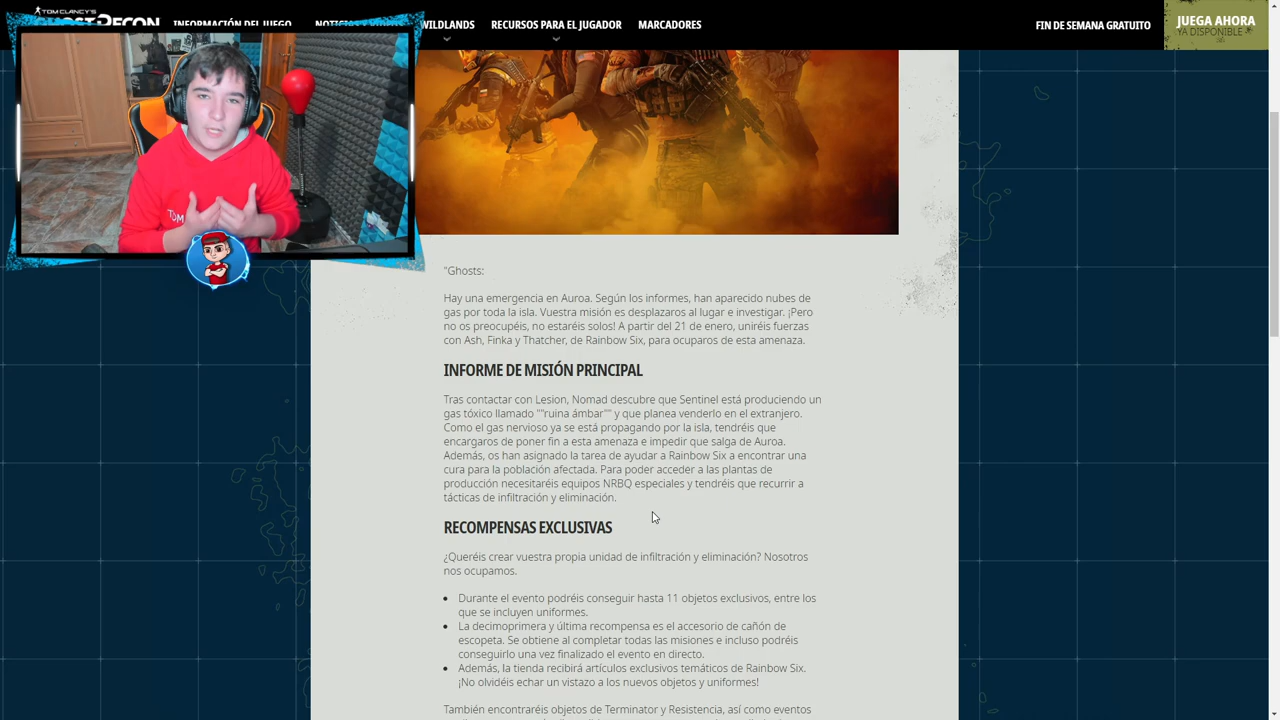 TOM CLANCY'S
INFORMACIÓN DEL JUEGO
WILDLANDS
RECURSOS PARA EL JUGADOR
MARCADORES
FIN DE SEMANA GRATUITO
JUEGA AHORA
YA DISPONIBLE
TOM
"Ghosts:
Hay una emergencia en Auroa. Según los informes, han aparecido nubes de
gas por toda la isla. Vuestra misión es desplazaros al lugar e investigar. ¡Pero
no os preocupéis, no estaréis solos! A partir del 21 de enero, uniréis fuerzas
con Ash, Finka y Thatcher, de Rainbow Six, para ocuparos de esta amenaza.
INFORME DE MISIÓN PRINCIPAL
Tras contactar con Lesion, Nomad descubre que Sentinel está produciendo un
gas tóxico llamado ""ruina ámbar"" y que planea venderlo en el extranjero.
Como el gas nervioso ya se está propagando por la isla, tendréis que
encargaros de poner fin a esta amenaza e impedir que salga de Auroa.
Además, os han asignado la tarea de ayudar a Rainbow Six a encontrar una
cura para la población afectada. Para poder acceder a las plantas de
producción necesitaréis equipos NRBQ especiales y tendréis que recurrir a
tácticas de infiltración y eliminación.
RECOMPENSAS EXCLUSIVAS
¿Queréis crear vuestra propia unidad de infiltración y eliminación? Nosotros
nos ocupamos.
Durante el evento podréis conseguir hasta 11 objetos exclusivos, entre los
que se incluyen uniformes.
La decimoprimera y última recompensa es el accesorio de cañón de
escopeta. Se obtiene al completar todas las misiones e incluso podréis
conseguirlo una vez finalizado el evento en directo.
Además, la tienda recibirá artículos exclusivos temáticos de Rainbow Six.
¡No olvidéis echar un vistazo a los nuevos objetos y uniformes!
También encontraréis objetos de Terminator y Resistencia, así como eventos